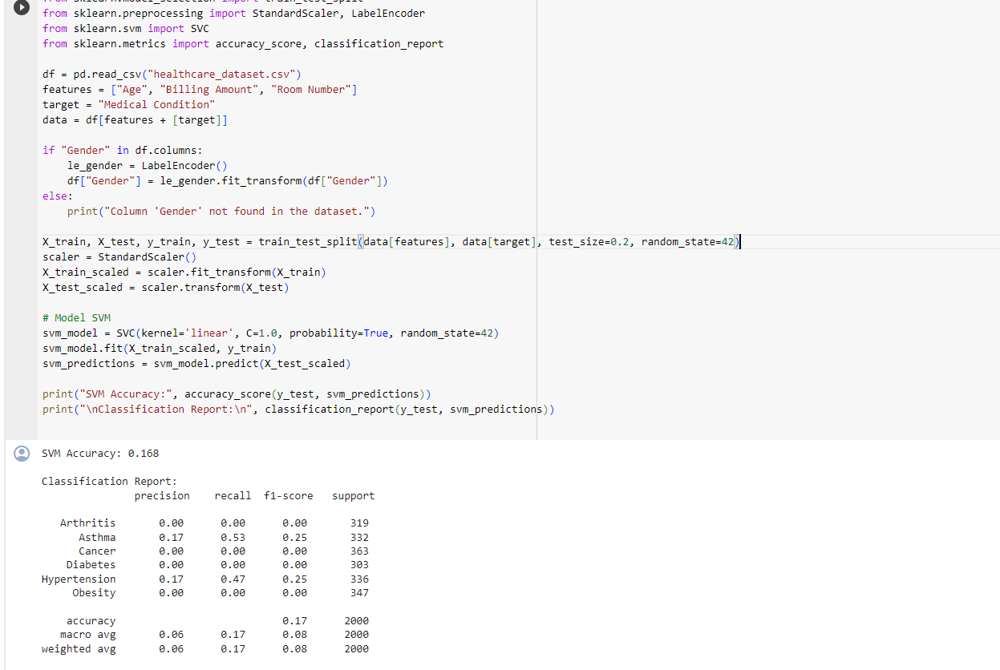 from sklearn.model_selection import train_test_split
from sklearn.preprocessing import StandardScaler, LabelEncoder
from sklearn.svm import SVC
from sklearn.metrics import accuracy_score, classification_report
df = pd.read_csv("healthcare_dataset.csv")
features = ["Age", "Billing Amount", "Room Number"]
target = "Medical Condition"
data = df[features + [target]]
if "Gender" in df.columns:
    le_gender = LabelEncoder()
    df["Gender"] = le_gender.fit_transform(df["Gender"])
else:
    print("Column 'Gender' not found in the dataset.")
X_train, X_test, y_train, y_test = train_test_split(data[features], data[target], test_size=0.2, random_state=42)
scaler = StandardScaler()
X_train_scaled = scaler.fit_transform(X_train)
X_test_scaled = scaler.transform(X_test)
# Model SVM
svm_model = SVC(kernel='linear', C=1.0, probability=True, random_state=42)
svm_model.fit(X_train_scaled, y_train)
svm_predictions = svm_model.predict(X_test_scaled)
print("SVM Accuracy:", accuracy_score(y_test, svm_predictions))
print("\nClassification Report:\n", classification_report(y_test, svm_predictions))
SVM Accuracy: 0.168
Classification Report:
precision recall f1-score support
Arthritis 0.00 0.00 0.00 319
Asthma 0.17 0.53 0.25 332
Cancer 0.00 0.00 0.00 363
Diabetes 0.00 0.00 0.00 303
Hypertension 0.17 0.47 0.25 336
Obesity 0.00 0.00 0.00 347
accuracy 0.17 2000
macro avg 0.06 0.17 0.08 2000
weighted avg 0.06 0.17 0.08 2000